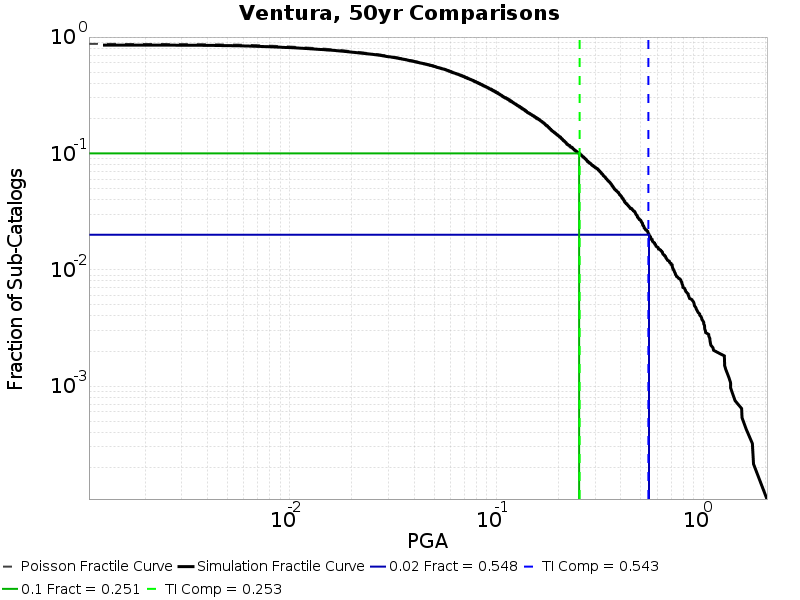 Ventura, 50yr Comparisons
Fraction of Sub-Catalogs
10^0
10^-1
10^-2
10^-3
10^-2
10^-1
10^0
PGA
Poisson Fractile Curve Simulation Fractile Curve 0.02 Fract = 0.548 TI Comp = 0.543
0.1 Fract = 0.251 TI Comp = 0.253